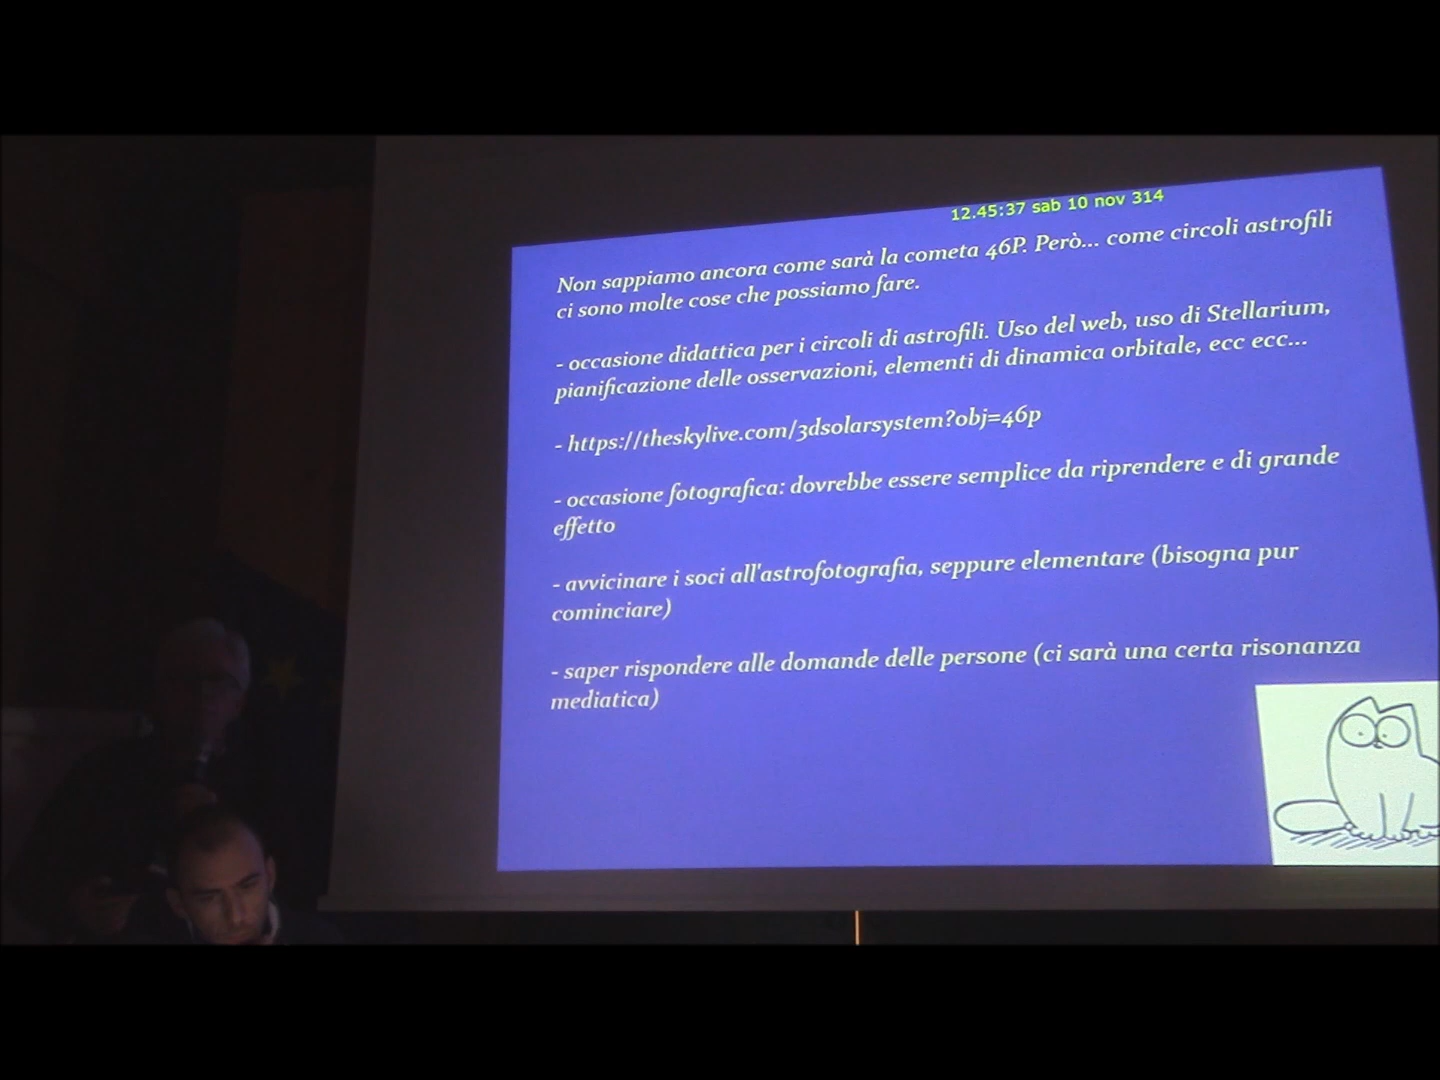 12.45:37 sab 10 nov 314
Non sappiamo ancora come sarà la cometa 46P. Però... come circoli astrofili
ci sono molte cose che possiamo fare.
- occasione didattica per i circoli di astrofili. Uso del web, uso di Stellarium,
pianificazione delle osservazioni, elementi di dinamica orbitale, ecc ecc...
- https://theskylive.com/3dsolarsystem?obj=46p
- occasione fotografica: dovrebbe essere semplice da riprendere e di grande
effetto
- avvicinare i soci all'astrofotografia, seppure elementare (bisogna pur
cominciare)
- saper rispondere alle domande delle persone (ci sarà una certa risonanza
mediatica)